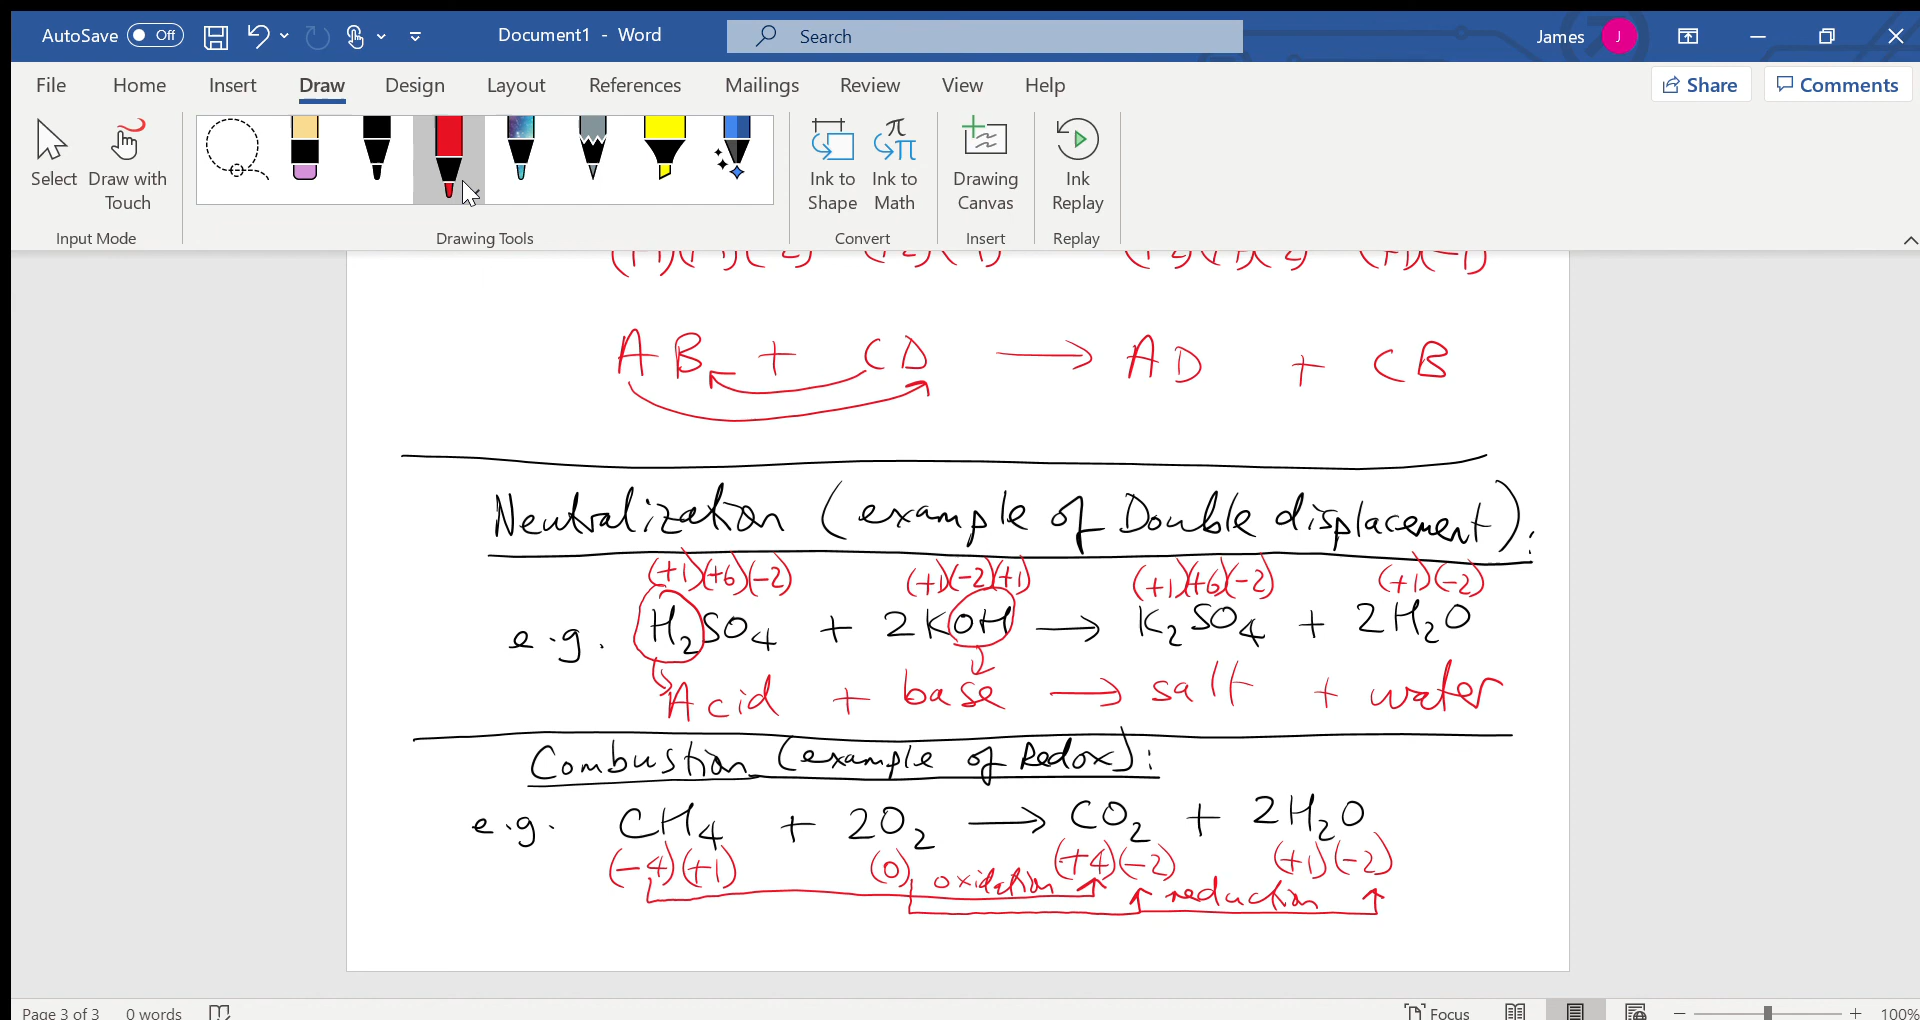 AutoSave Off Document1 - Word Search James J
File Home Insert Draw Design Layout References Mailings Review View Help Share Comments
Select Draw with Touch Ink to Shape Ink to Math Drawing Canvas Ink Replay
Input Mode Drawing Tools Convert Insert Replay
AB + CD → AD + CB
Neutralization (example of Double displacement):
(+1)(+6)(-2) (+1)(-2)(+1) (+1)(+6)(-2) (+1)(-2)
e.g. H₂SO₄ + 2KOH → K₂SO₄ + 2H₂O
Acid + base → salt + water
Combustion (example of Redox):
e.g. CH₄ + 2O₂ → CO₂ + 2H₂O
(-4)(+1) (0) (+4)(-2) (+1)(-2)
oxidation reduction
Page 3 of 3 0 words Focus 100%